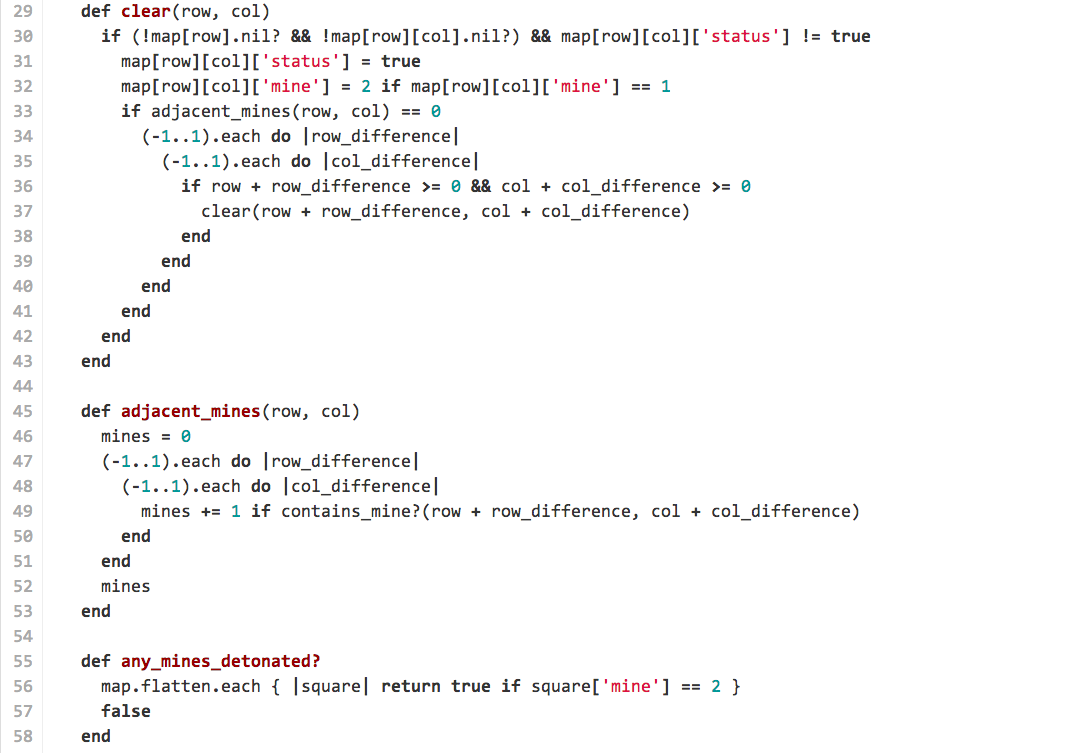 29 def clear(row, col)
30 if (!map[row].nil? && !map[row][col].nil?) && map[row][col]['status'] != true
31 map[row][col]['status'] = true
32 map[row][col]['mine'] = 2 if map[row][col]['mine'] == 1
33 if adjacent_mines(row, col) == 0
34 (-1..1).each do |row_difference|
35 (-1..1).each do |col_difference|
36 if row + row_difference >= 0 && col + col_difference >= 0
37 clear(row + row_difference, col + col_difference)
38 end
39 end
40 end
41 end
42 end
43 end
44
45 def adjacent_mines(row, col)
46 mines = 0
47 (-1..1).each do |row_difference|
48 (-1..1).each do |col_difference|
49 mines += 1 if contains_mine?(row + row_difference, col + col_difference)
50 end
51 end
52 mines
53 end
54
55 def any_mines_detonated?
56 map.flatten.each { |square| return true if square['mine'] == 2 }
57 false
58 end